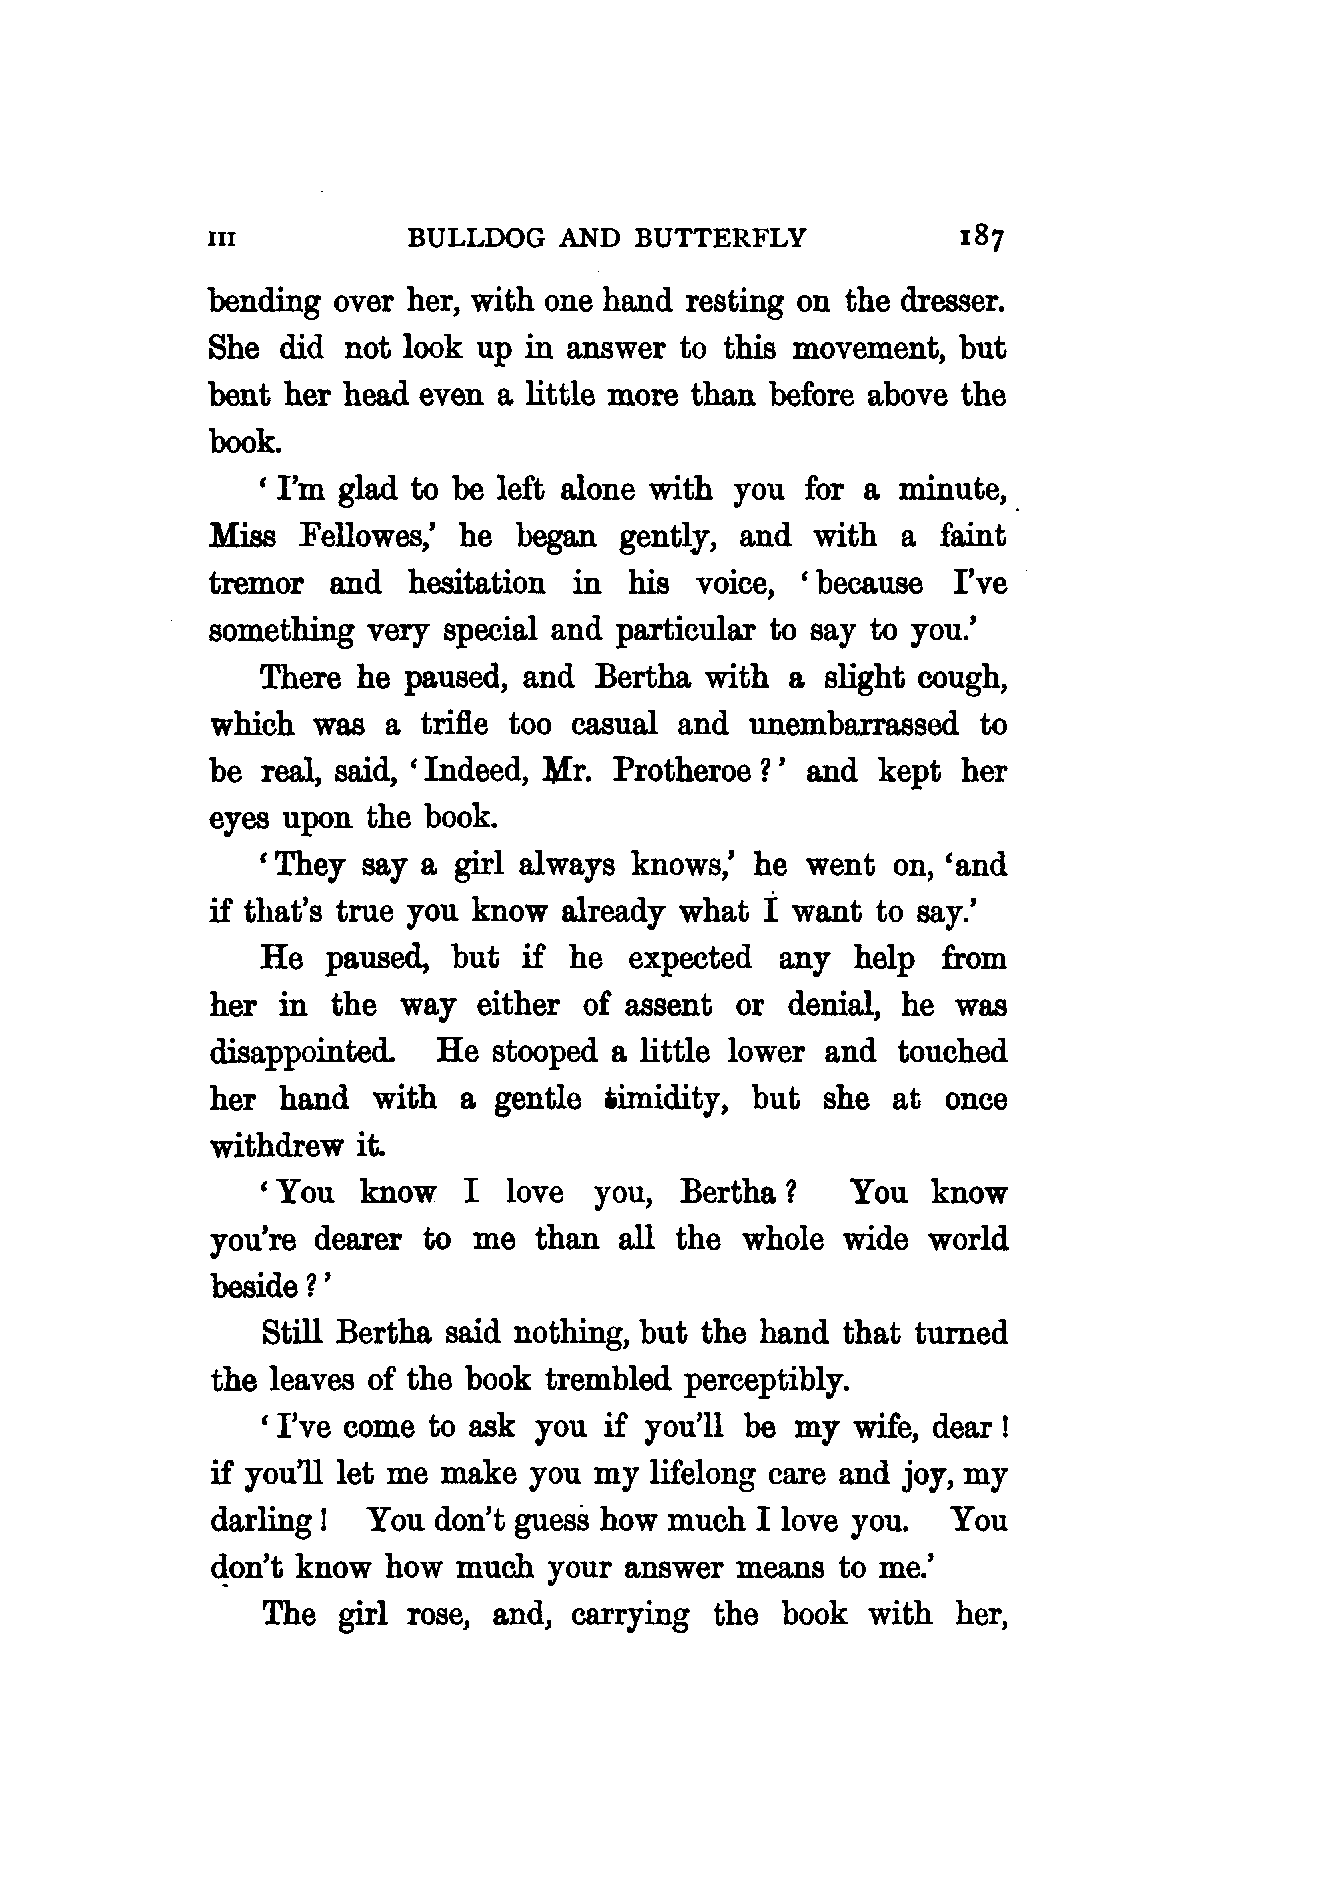 III BULLDOG AND BUTTERFLY 187
bending over her, with one hand resting on the dresser.
She did not look up in answer to this movement, but
bent her head even a little more than before above the
book.
‘ I’m glad to be left alone with you for a minute,
Miss Fellowes,’ he began gently, and with a faint
tremor and hesitation in his voice, ‘ because I’ve
something very special and particular to say to you.’
There he paused, and Bertha with a slight cough,
which was a trifle too casual and unembarrassed to
be real, said, ‘ Indeed, Mr. Protheroe ? ’ and kept her
eyes upon the book.
‘ They say a girl always knows,’ he went on, ‘and
if that’s true you know already what I want to say.’
He paused, but if he expected any help from
her in the way either of assent or denial, he was
disappointed. He stooped a little lower and touched
her hand with a gentle timidity, but she at once
withdrew it.
‘ You know I love you, Bertha ? You know
you’re dearer to me than all the whole wide world
beside ? ’
Still Bertha said nothing, but the hand that turned
the leaves of the book trembled perceptibly.
‘ I’ve come to ask you if you’ll be my wife, dear !
if you’ll let me make you my lifelong care and joy, my
darling ! You don’t guess how much I love you. You
don’t know how much your answer means to me.’
The girl rose, and, carrying the book with her,